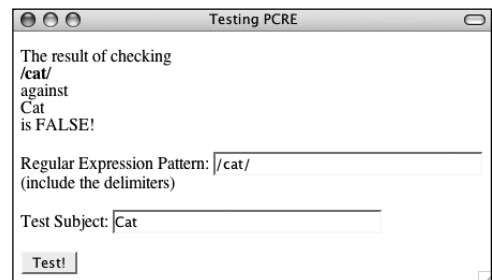 Testing PCRE
The result of checking
/cat/
against
Cat
is FALSE!
Regular Expression Pattern: /cat/
(include the delimiters)
Test Subject: Cat
Test!